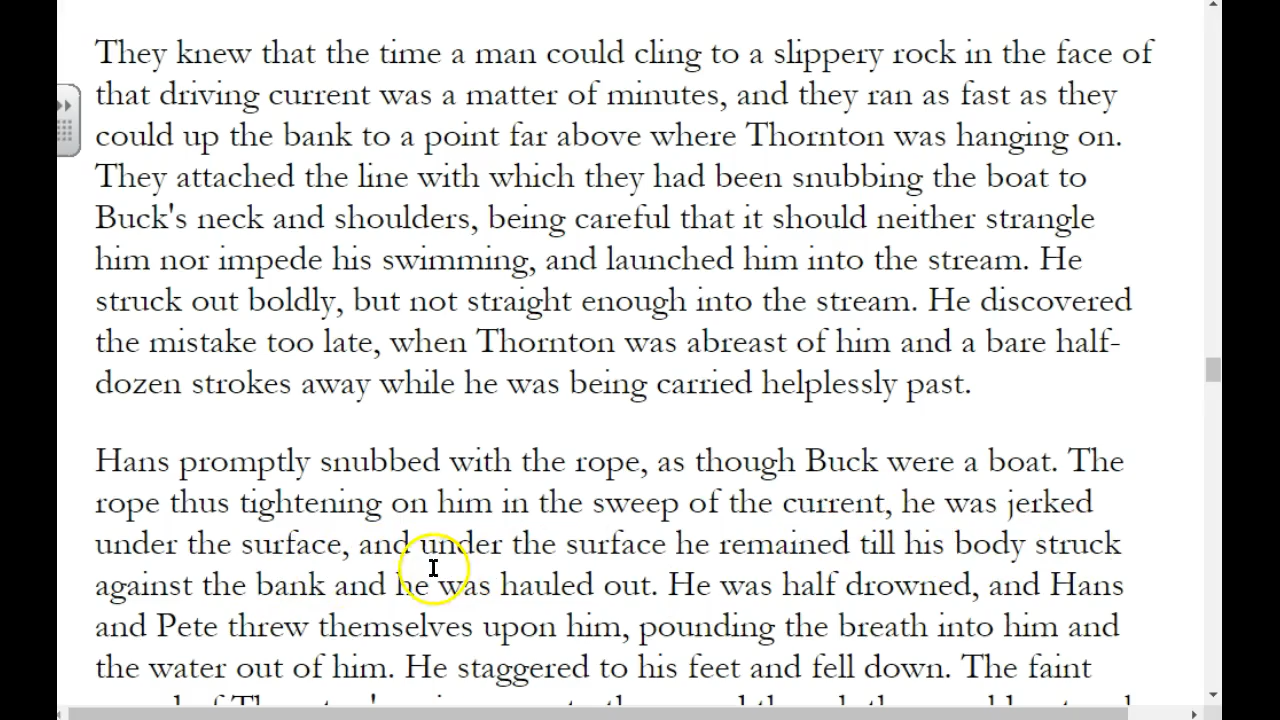 They knew that the time a man could cling to a slippery rock in the face of
that driving current was a matter of minutes, and they ran as fast as they
could up the bank to a point far above where Thornton was hanging on.
They attached the line with which they had been snubbing the boat to
Buck's neck and shoulders, being careful that it should neither strangle
him nor impede his swimming, and launched him into the stream. He
struck out boldly, but not straight enough into the stream. He discovered
the mistake too late, when Thornton was abreast of him and a bare half-
dozen strokes away while he was being carried helplessly past.
Hans promptly snubbed with the rope, as though Buck were a boat. The
rope thus tightening on him in the sweep of the current, he was jerked
under the surface, and under the surface he remained till his body struck
against the bank and he was hauled out. He was half drowned, and Hans
and Pete threw themselves upon him, pounding the breath into him and
the water out of him. He staggered to his feet and fell down. The faint